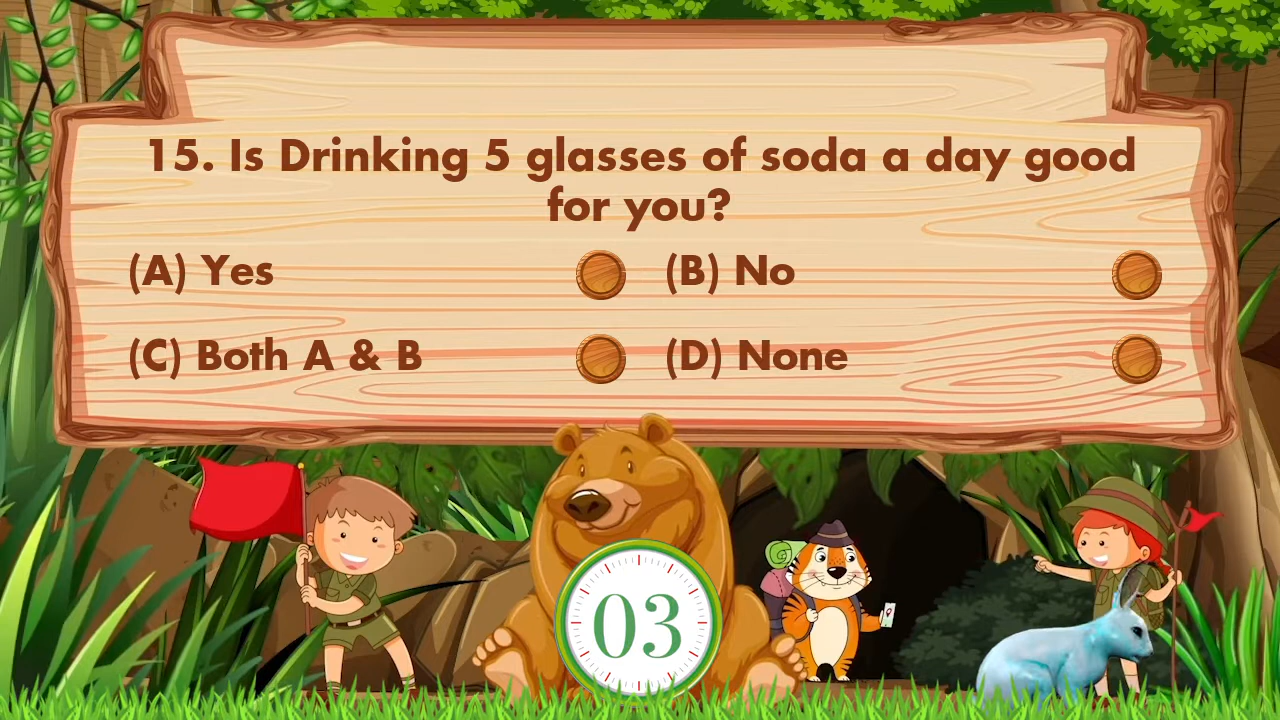 15. Is Drinking 5 glasses of soda a day good
for you?
(A) Yes
(B) No
(C) Both A & B
(D) None
03